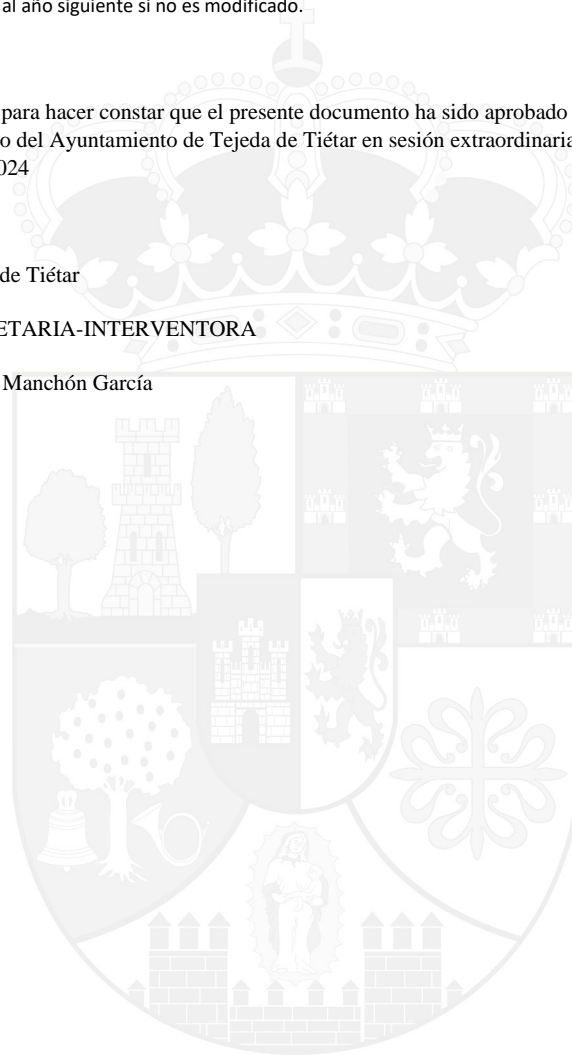 al año siguiente si no es modificado.
para hacer constar que el presente documento ha sido aprobado
o del Ayuntamiento de Tejeda de Tiétar en sesión extraordinaria
024
de Tiétar
ETARIA-INTERVENTORA
Manchón García